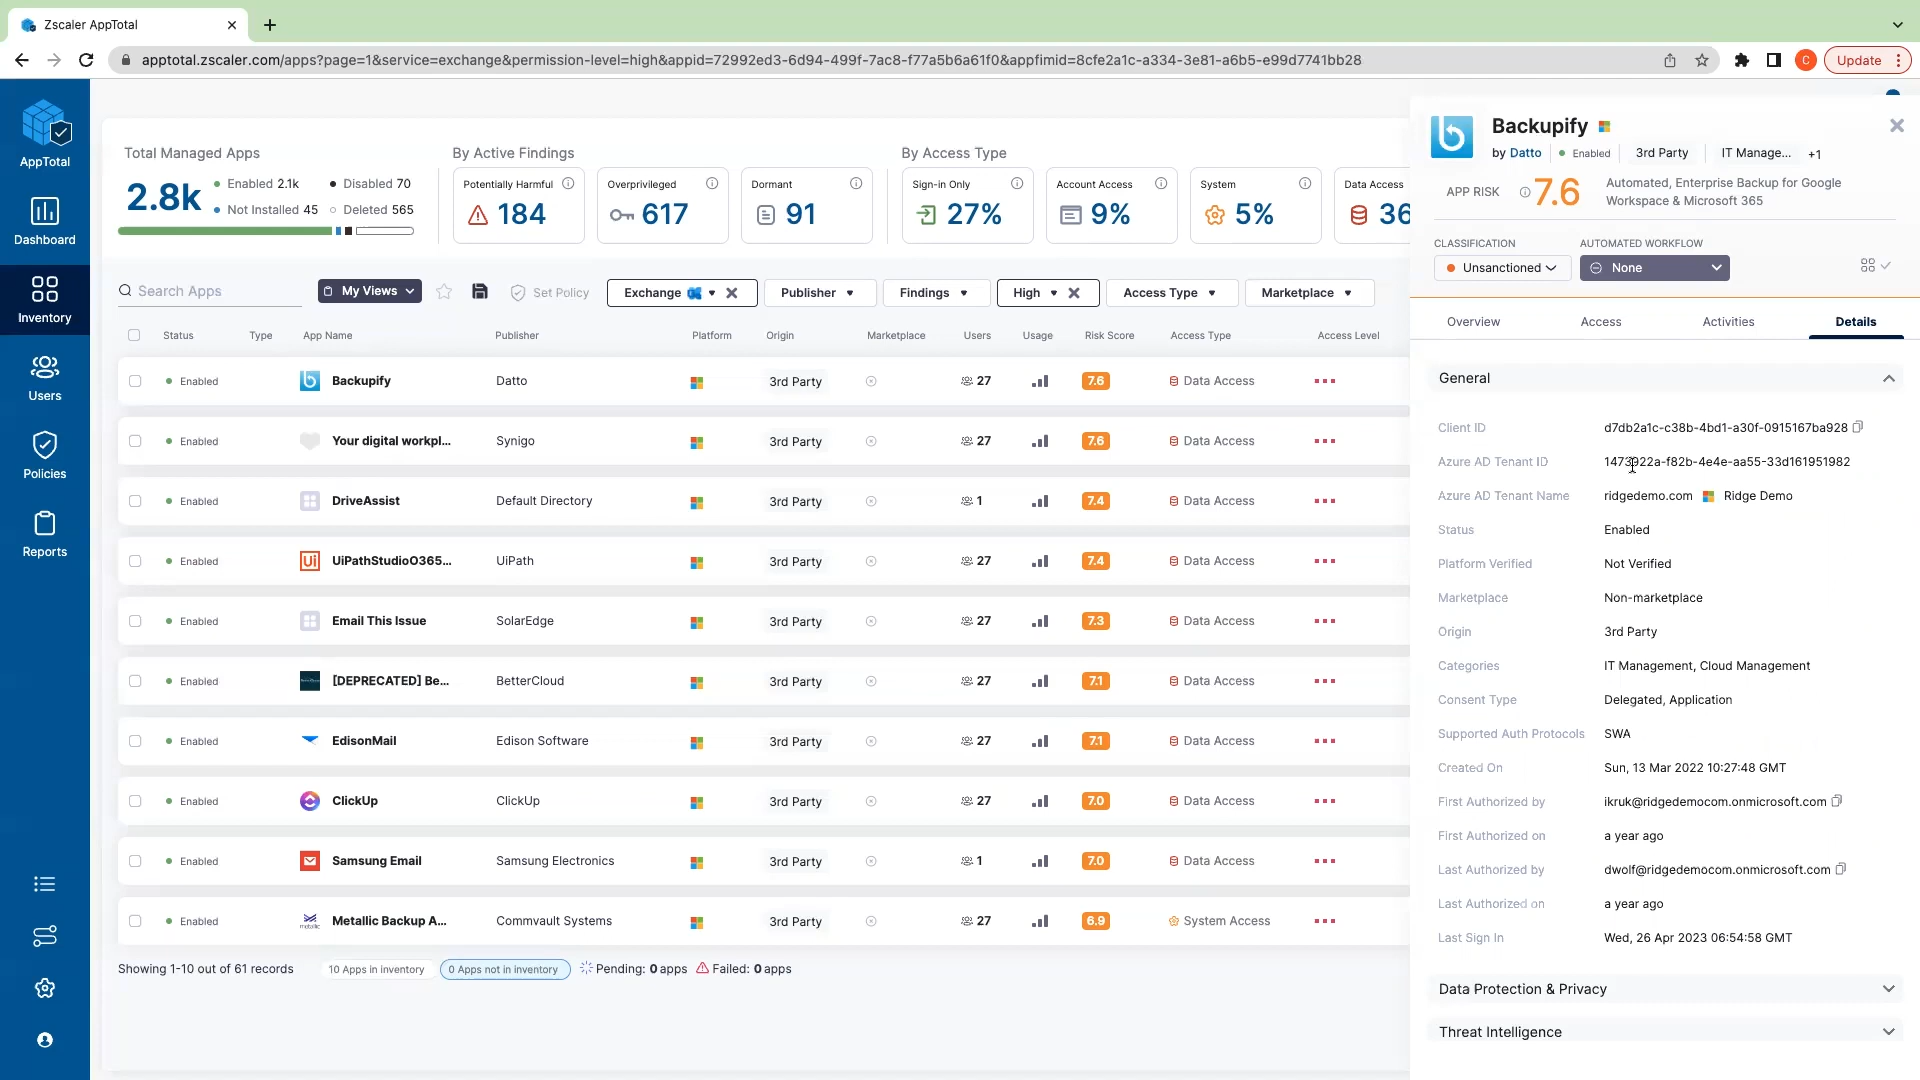 Zscaler AppTotal
apptotal.zscaler.com/apps?page=1&service=exchange&permission-level=high&appid=72992ed3-6d94-499f-7ac8-f77a5b6a61f0&appfimid=8cfe2a1c-a334-3e81-a6b5-e99d7741bb28
C
Update
AppTotal
Dashboard
Inventory
Users
Policies
Reports
Total Managed Apps
2.8k
Enabled 2.1k
Disabled 70
Not Installed 45
Deleted 565
By Active Findings
Potentially Harmful
184
Overprivileged
617
Dormant
91
By Access Type
Sign-in Only
27%
Account Access
9%
System
5%
Data Access
36
Search Apps
My Views
Set Policy
Exchange
Publisher
Findings
High
Access Type
Marketplace
Status Type App Name Publisher Platform Origin Marketplace Users Usage Risk Score Access Type Access Level
Enabled Backupify Datto 3rd Party 27 7.6 Data Access
Enabled Your digital workpl... Synigo 3rd Party 27 7.6 Data Access
Enabled DriveAssist Default Directory 3rd Party 1 7.4 Data Access
Enabled Ui UiPathStudioO365... UiPath 3rd Party 27 7.4 Data Access
Enabled Email This Issue SolarEdge 3rd Party 27 7.3 Data Access
Enabled [DEPRECATED] Be... BetterCloud 3rd Party 27 7.1 Data Access
Enabled EdisonMail Edison Software 3rd Party 27 7.1 Data Access
Enabled ClickUp ClickUp 3rd Party 27 7.0 Data Access
Enabled Samsung Email Samsung Electronics 3rd Party 1 7.0 Data Access
Enabled metallic Metallic Backup A... Commvault Systems 3rd Party 27 6.9 System Access
Showing 1-10 out of 61 records 10 Apps in inventory 0 Apps not in inventory Pending: 0 apps Failed: 0 apps
Backupify
by Datto Enabled 3rd Party IT Manage... +1
APP RISK 7.6
Automated, Enterprise Backup for Google
Workspace & Microsoft 365
CLASSIFICATION
Unsanctioned
AUTOMATED WORKFLOW
None
Overview Access Activities Details
General
Client ID d7db2a1c-c38b-4bd1-a30f-0915167ba928
Azure AD Tenant ID 1473922a-f82b-4e4e-aa55-33d161951982
Azure AD Tenant Name ridgedemo.com Ridge Demo
Status Enabled
Platform Verified Not Verified
Marketplace Non-marketplace
Origin 3rd Party
Categories IT Management, Cloud Management
Consent Type Delegated, Application
Supported Auth Protocols SWA
Created On Sun, 13 Mar 2022 10:27:48 GMT
First Authorized by ikruk@ridgedemocom.onmicrosoft.com
First Authorized on a year ago
Last Authorized by dwolf@ridgedemocom.onmicrosoft.com
Last Authorized on a year ago
Last Sign In Wed, 26 Apr 2023 06:54:58 GMT
Data Protection & Privacy
Threat Intelligence